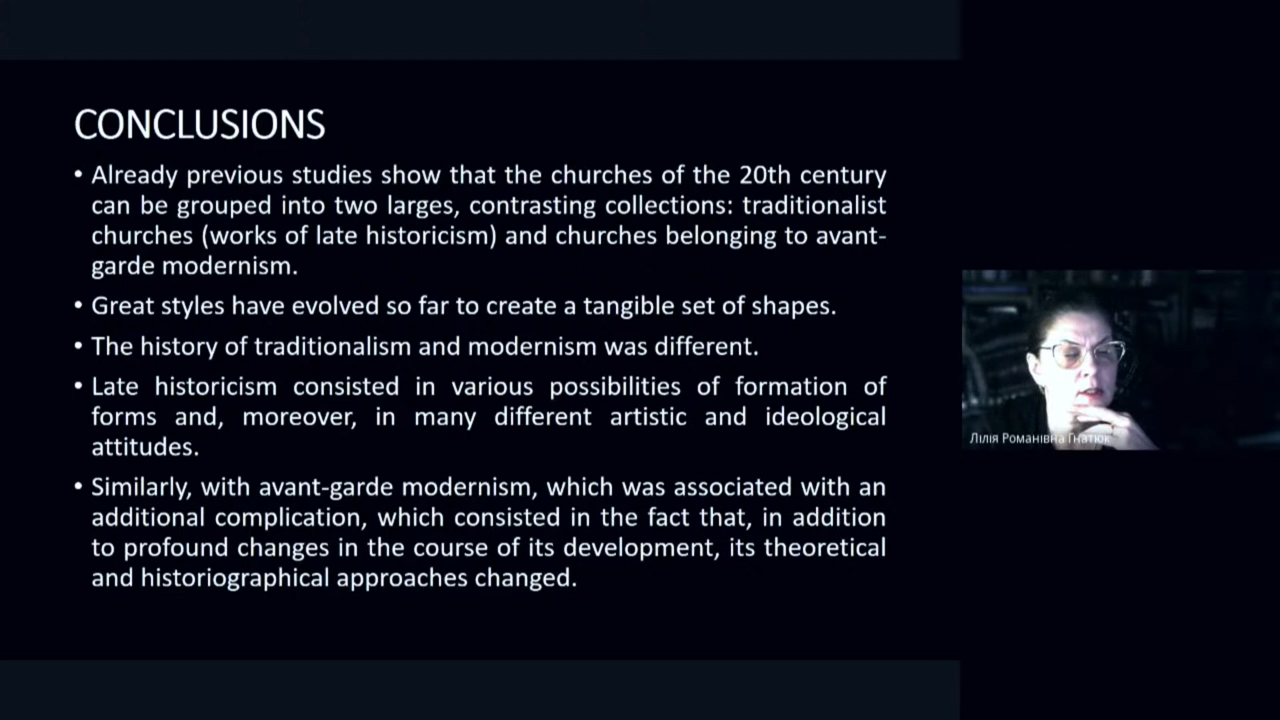 CONCLUSIONS
• Already previous studies show that the churches of the 20th century
can be grouped into two larges, contrasting collections: traditionalist
churches (works of late historicism) and churches belonging to avant-
garde modernism.
• Great styles have evolved so far to create a tangible set of shapes.
• The history of traditionalism and modernism was different.
• Late historicism consisted in various possibilities of formation of
forms and, moreover, in many different artistic and ideological
attitudes.
• Similarly, with avant-garde modernism, which was associated with an
additional complication, which consisted in the fact that, in addition
to profound changes in the course of its development, its theoretical
and historiographical approaches changed.
Лілія Романівна Гнатюк